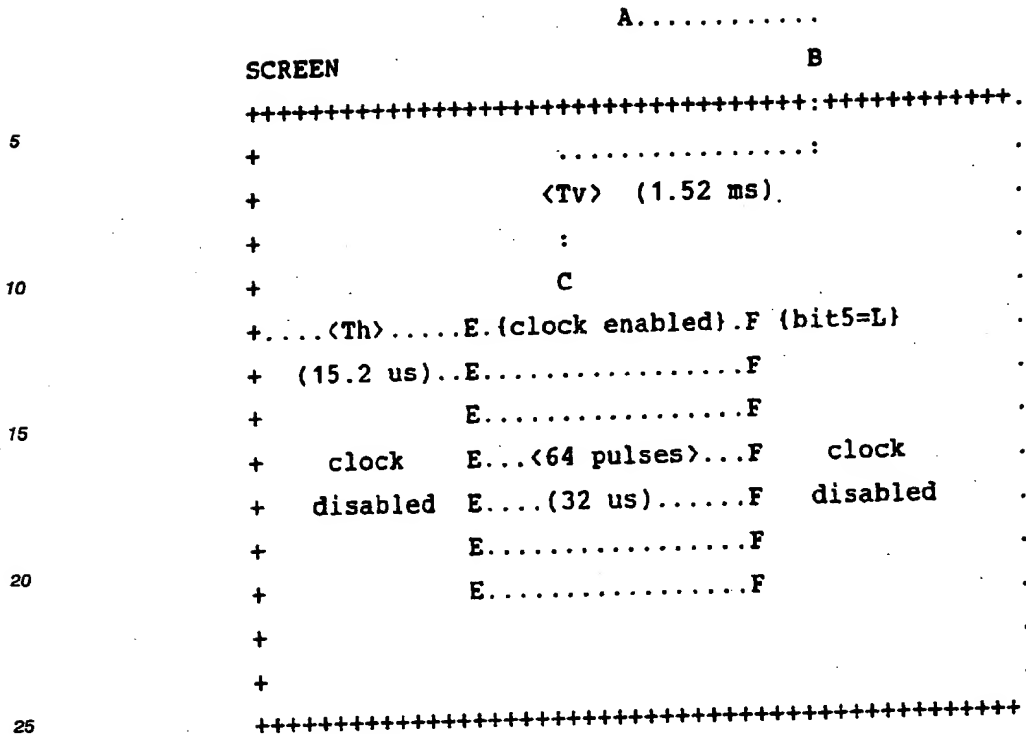 A............
SCREEN B
++++++++++++++++++++++++++++++++++++:++++++++++++.
5 + ................: .
+ <Tv> (1.52 ms). .
+ : .
10 + C .
+....<Th>.....E.{clock enabled}.F {bit5=L} .
+ (15.2 us)..E.................F .
15 + E.................F .
+ clock E...<64 pulses>...F clock .
+ disabled E....(32 us)......F disabled .
+ E.................F .
20 + E.................F .
+ .
+ .
25 +++++++++++++++++++++++++++++++++++++++++++++++++